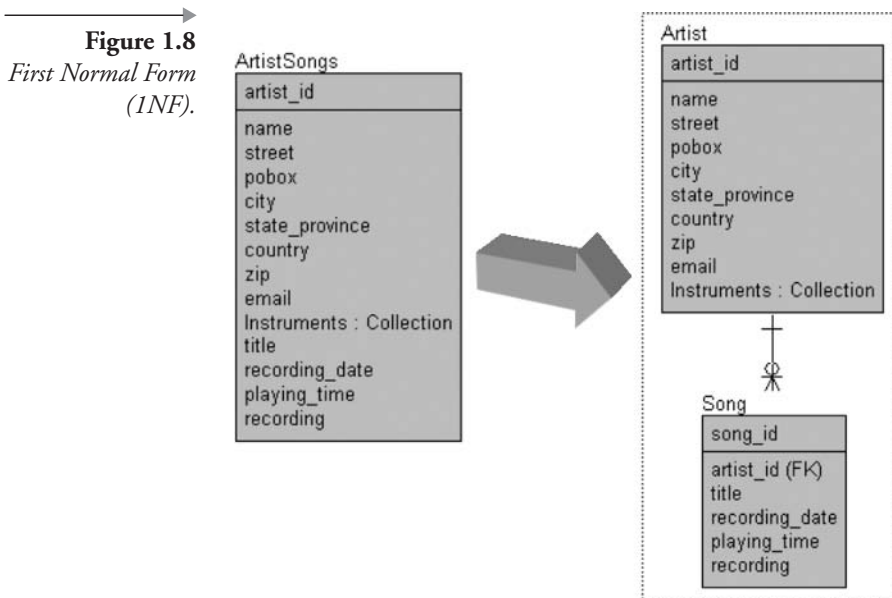 Figure 1.8
First Normal Form
(1NF).
ArtistSongs
artist_id
name
street
pobox
city
state_province
country
zip
email
Instruments : Collection
title
recording_date
playing_time
recording
Artist
artist_id
name
street
pobox
city
state_province
country
zip
email
Instruments : Collection
Song
song_id
artist_id (FK)
title
recording_date
playing_time
recording